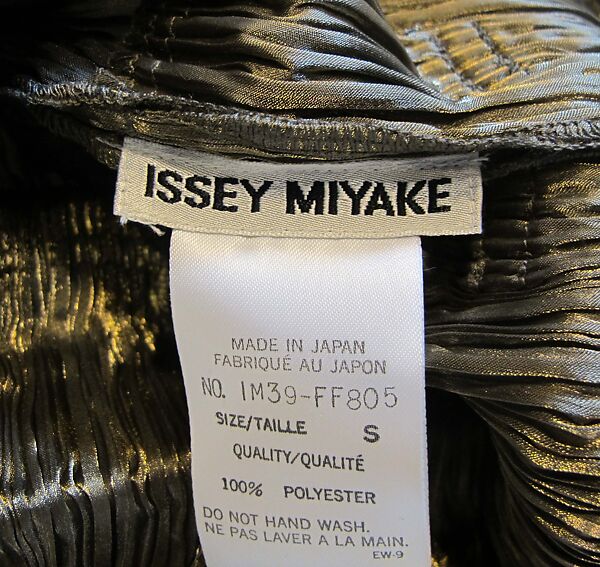 ISSEY MIYAKE
MADE IN JAPAN
FABRIQUÉ AU JAPON
NO. IM39-FF805
SIZE/TAILLE S
QUALITY/QUALITÉ
100% POLYESTER
DO NOT HAND WASH.
NE PAS LAVER A LA MAIN.
EW-9